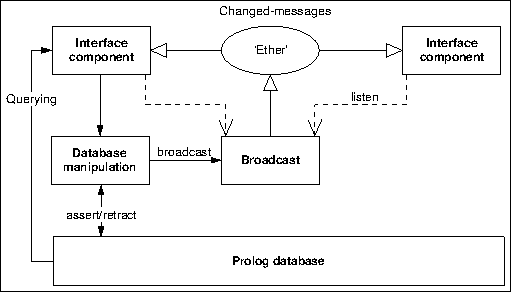 Changed-messages
Interface
component
'Ether'
Interface
component
Querying
listen
Database
manipulation
broadcast
Broadcast
assert/retract
Prolog database